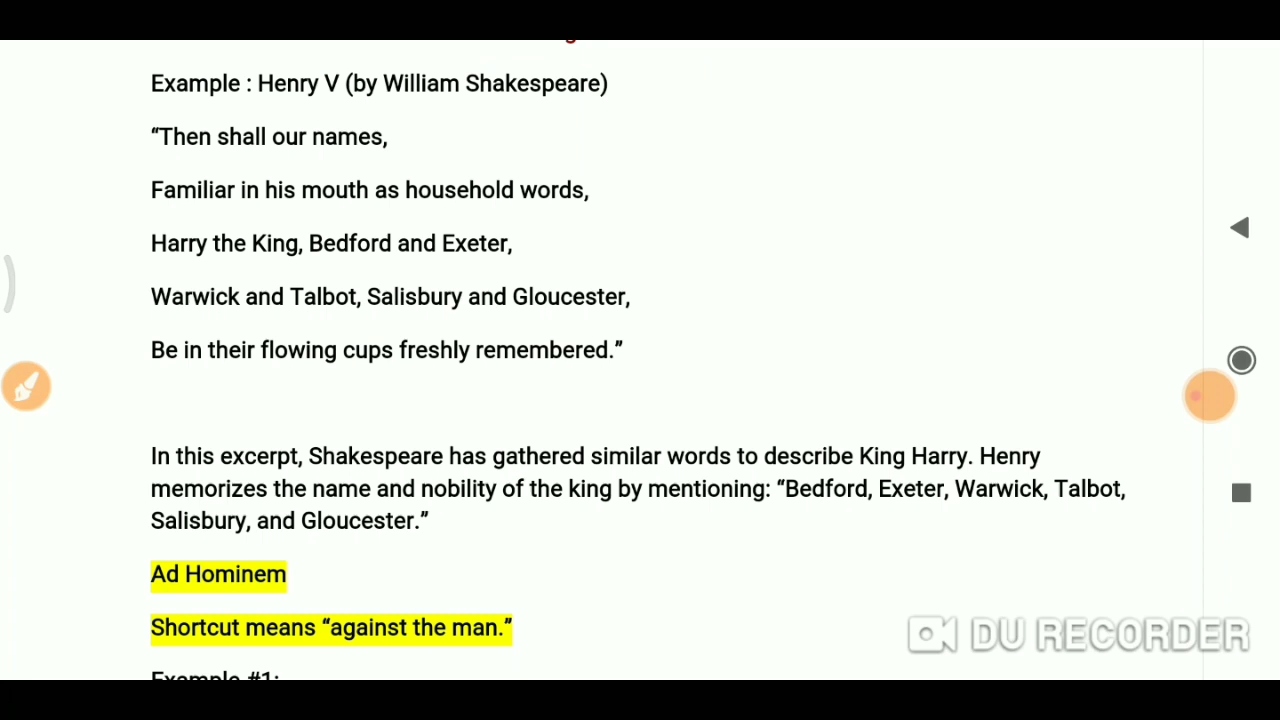 Example : Henry V (by William Shakespeare)
“Then shall our names,
Familiar in his mouth as household words,
Harry the King, Bedford and Exeter,
Warwick and Talbot, Salisbury and Gloucester,
Be in their flowing cups freshly remembered.”
In this excerpt, Shakespeare has gathered similar words to describe King Harry. Henry
memorizes the name and nobility of the king by mentioning: “Bedford, Exeter, Warwick, Talbot,
Salisbury, and Gloucester.”
Ad Hominem
Shortcut means “against the man.”
DU RECORDER
Example #1: